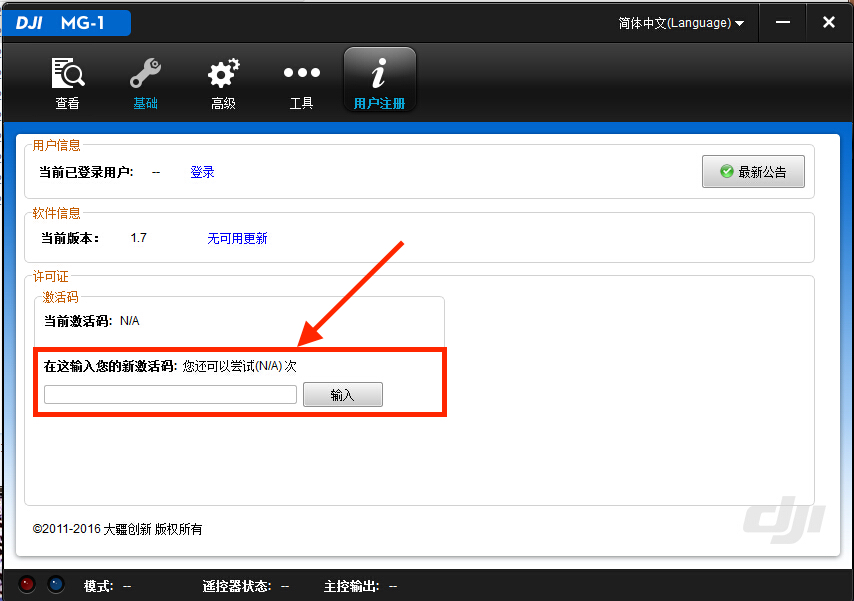 DJI MG-1 简体中文(Language)
查看 基础 高级 工具 用户注册
用户信息
当前已登录用户: -- 登录 最新公告
软件信息
当前版本: 1.7 无可用更新
许可证
激活码
当前激活码: N/A
在这输入您的新激活码: 您还可以尝试(N/A)次
输入
©2011-2016 大疆创新 版权所有
dji
模式: -- 遥控器状态: -- 主控输出: --